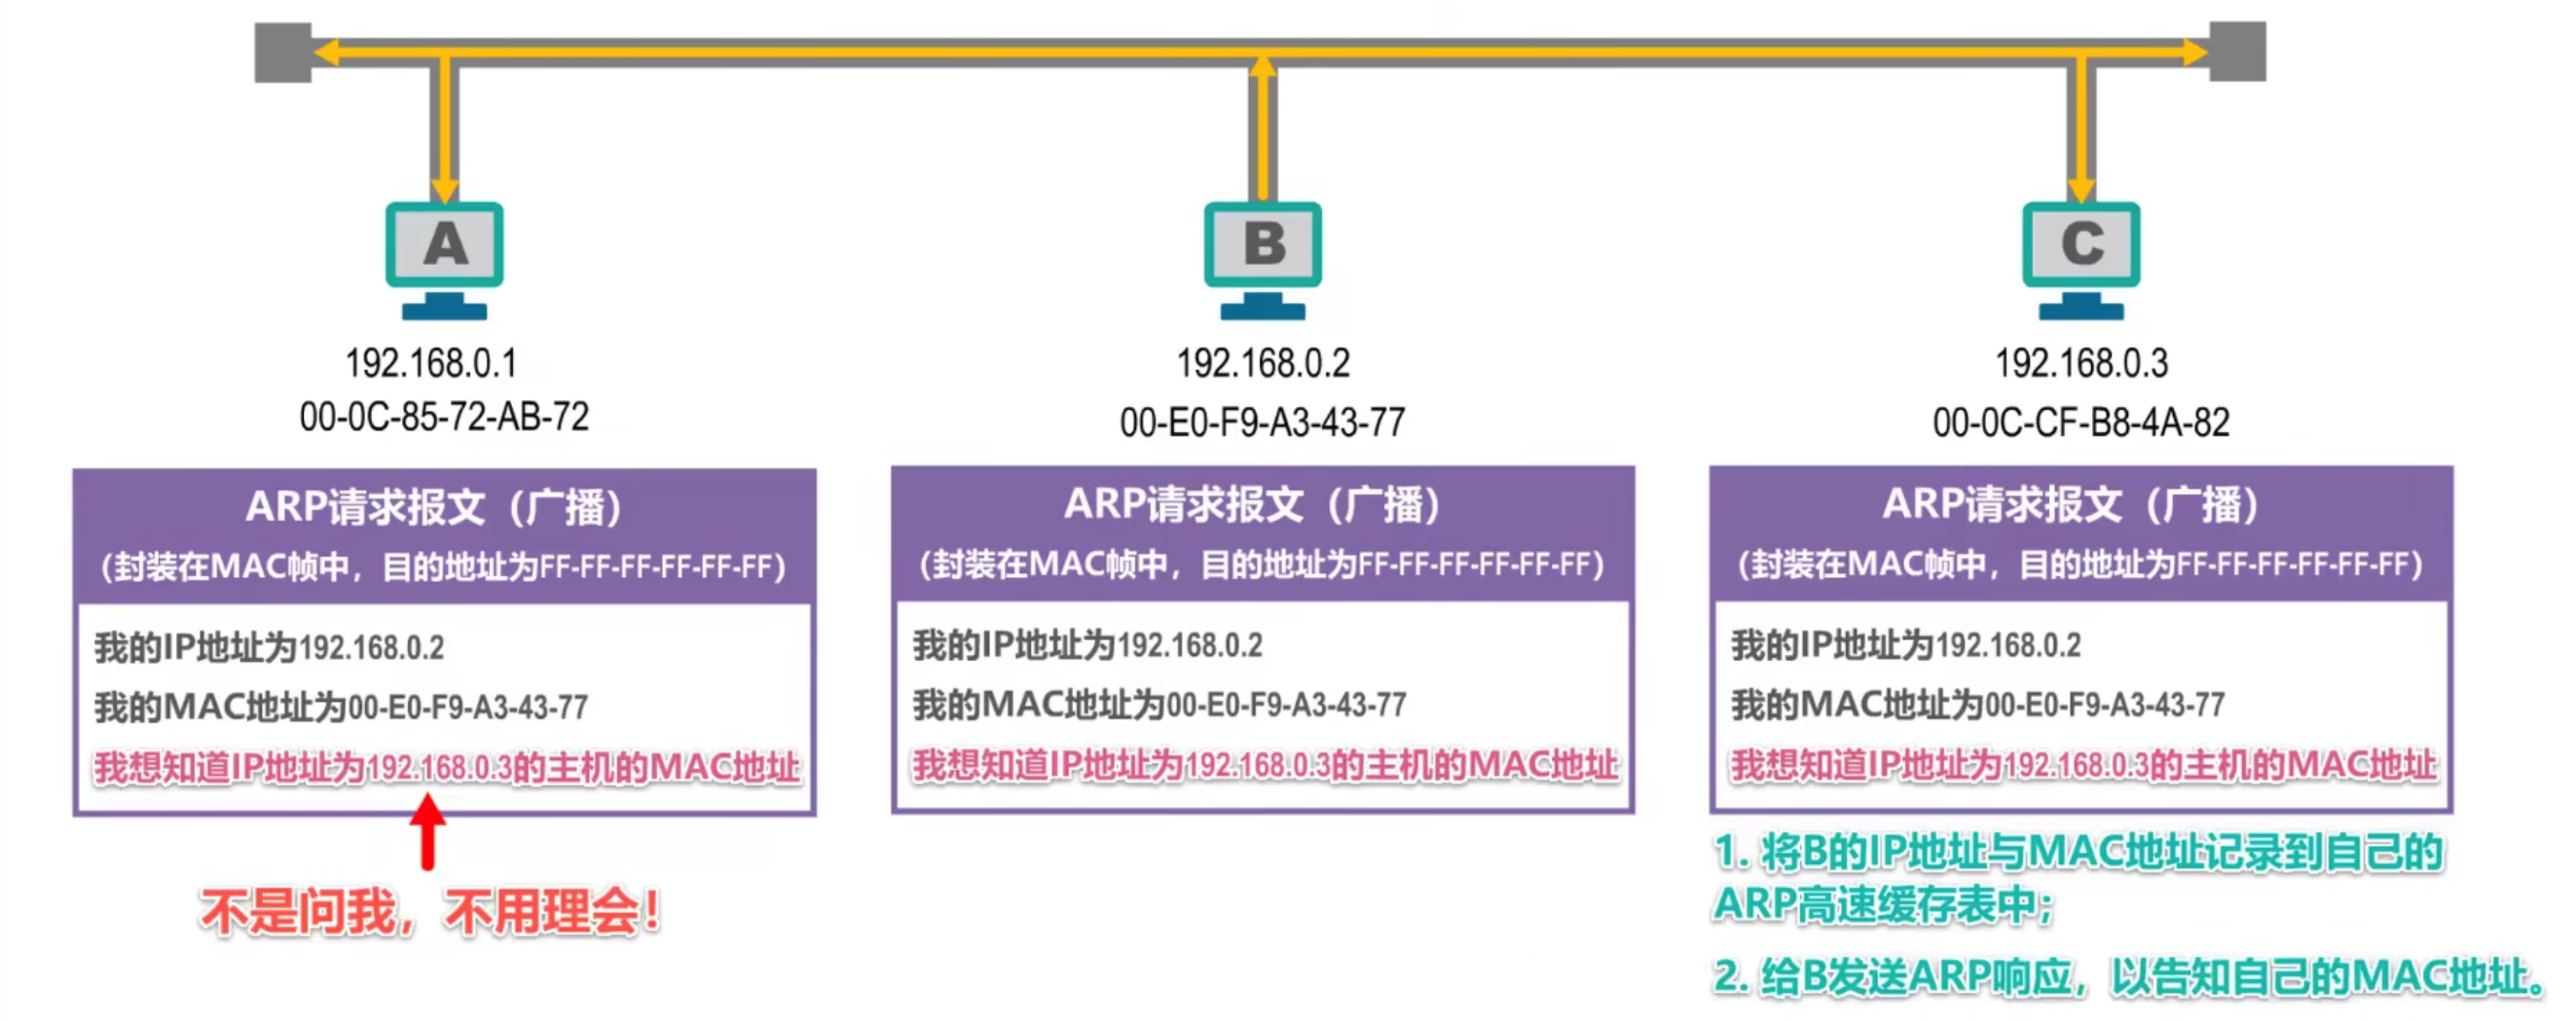 A
B
C
192.168.0.1
00-0C-85-72-AB-72
192.168.0.2
00-E0-F9-A3-43-77
192.168.0.3
00-0C-CF-B8-4A-82
ARP请求报文（广播）
（封装在MAC帧中，目的地址为FF-FF-FF-FF-FF-FF）
我的IP地址为192.168.0.2
我的MAC地址为00-E0-F9-A3-43-77
我想知道IP地址为192.168.0.3的主机的MAC地址
不是问我，不用理会！
ARP请求报文（广播）
（封装在MAC帧中，目的地址为FF-FF-FF-FF-FF-FF）
我的IP地址为192.168.0.2
我的MAC地址为00-E0-F9-A3-43-77
我想知道IP地址为192.168.0.3的主机的MAC地址
ARP请求报文（广播）
（封装在MAC帧中，目的地址为FF-FF-FF-FF-FF-FF）
我的IP地址为192.168.0.2
我的MAC地址为00-E0-F9-A3-43-77
我想知道IP地址为192.168.0.3的主机的MAC地址
1. 将B的IP地址与MAC地址记录到自己的
ARP高速缓存表中；
2. 给B发送ARP响应，以告知自己的MAC地址。